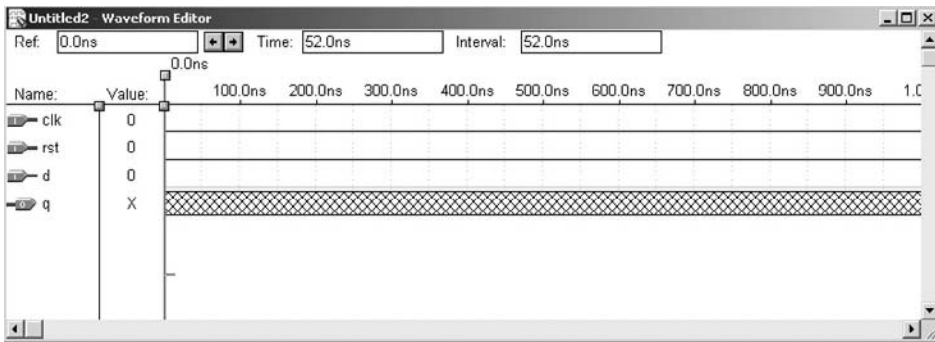 Untitled2 - Waveform Editor
Ref: 0.0ns Time: 52.0ns Interval: 52.0ns
0.0ns
Name: Value: 100.0ns 200.0ns 300.0ns 400.0ns 500.0ns 600.0ns 700.0ns 800.0ns 900.0ns 1.0
clk 0
rst 0
d 0
q X